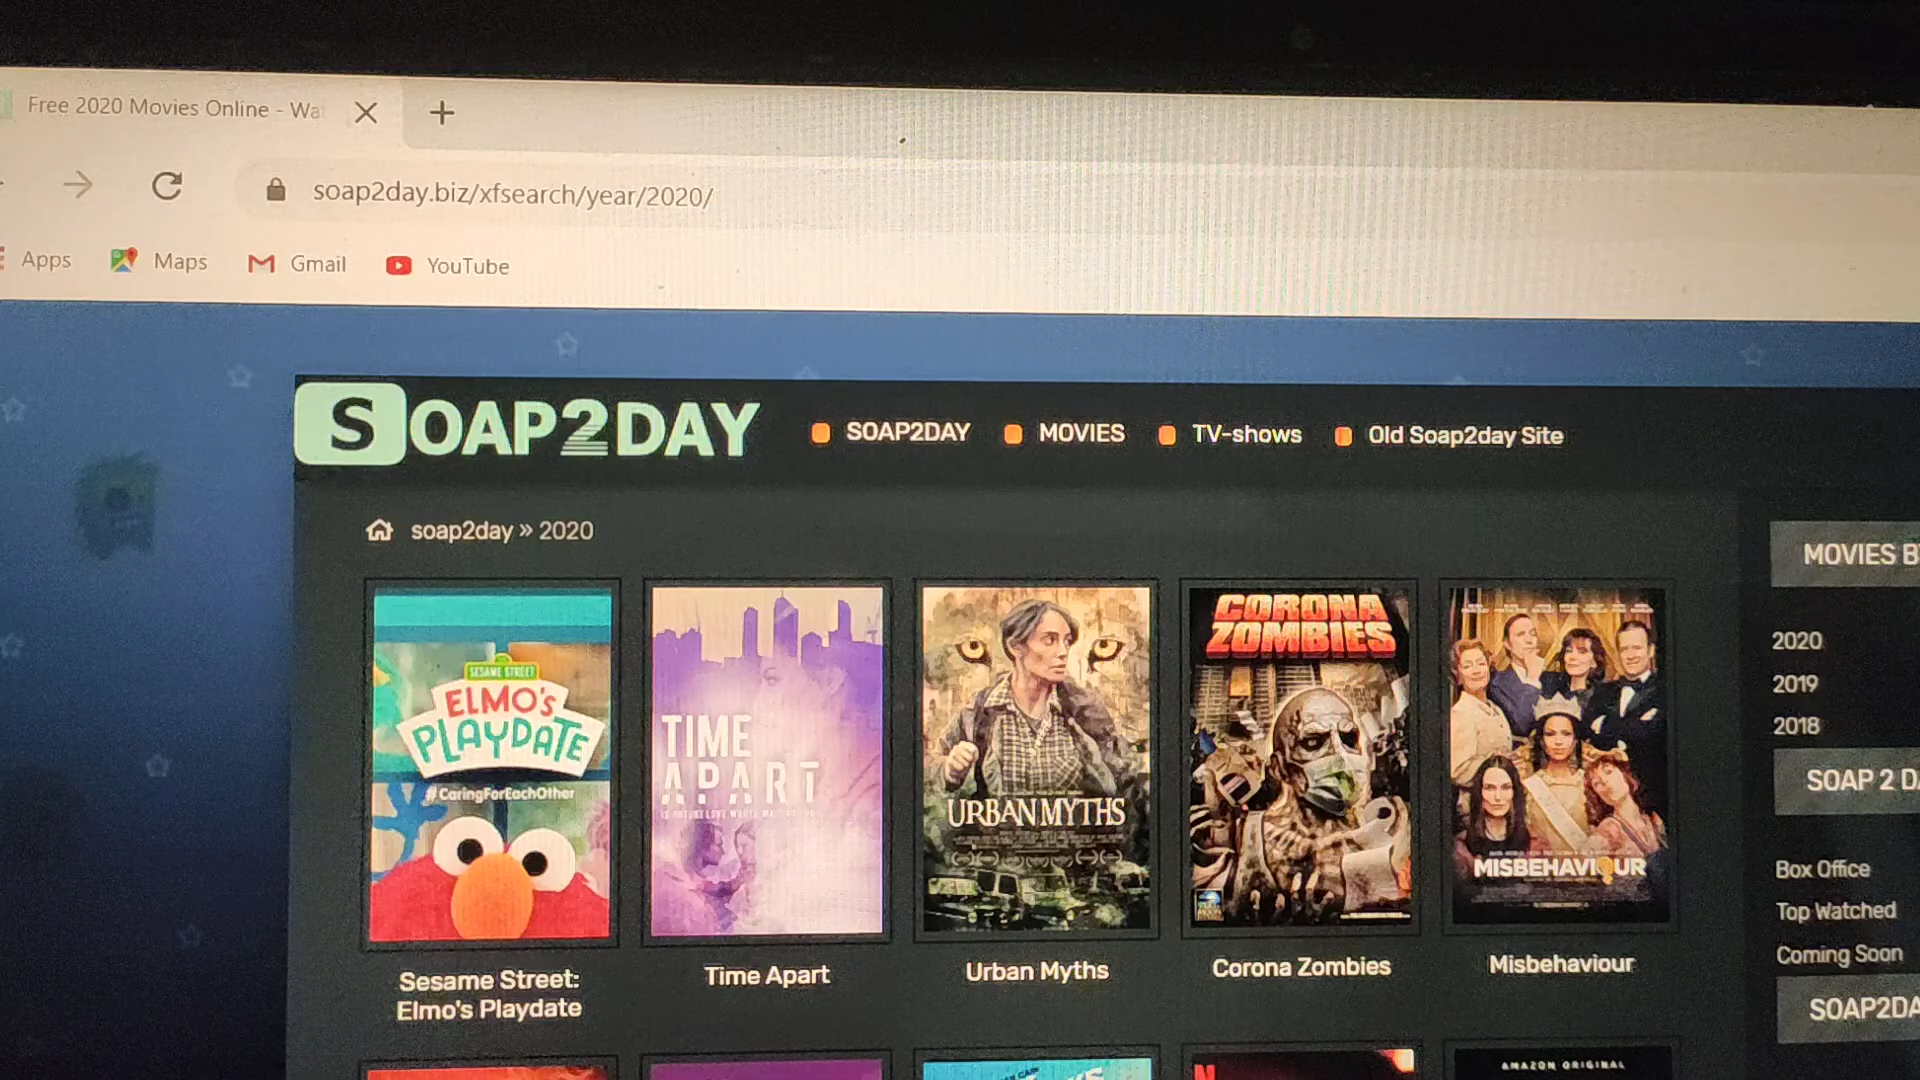 Free 2020 Movies Online - Wa
soap2day.biz/xfsearch/year/2020/
Apps
Maps
Gmail
YouTube
SOAP2DAY
SOAP2DAY
MOVIES
TV-shows
Old Soap2day Site
soap2day » 2020
SESAME STREET
ELMO'S
PLAYDATE
#CaringForEachOther
TIME
APART
URBAN MYTHS
CORONA
ZOMBIES
MISBEHAVIOUR
Sesame Street:
Elmo's Playdate
Time Apart
Urban Myths
Corona Zombies
Misbehaviour
AMAZON ORIGINAL
MOVIES B
2020
2019
2018
SOAP 2 D
Box Office
Top Watched
Coming Soon
SOAP2DA